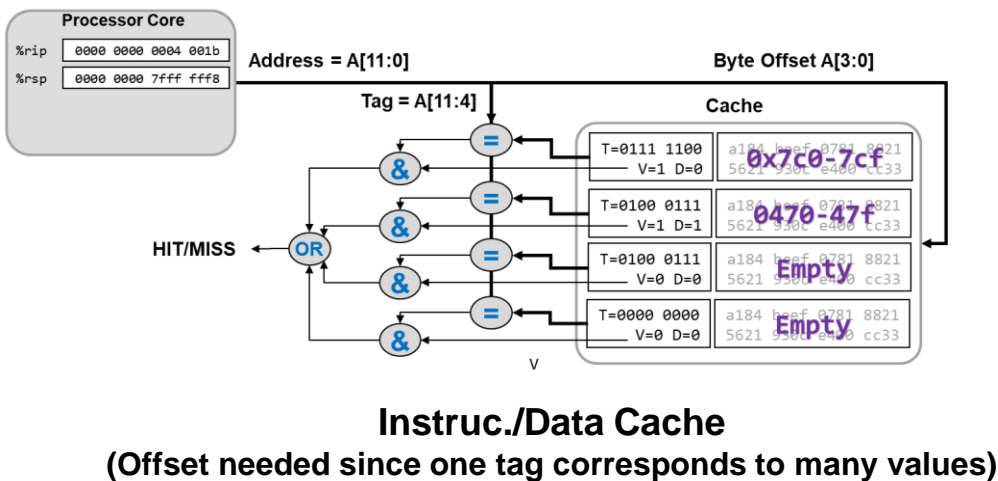 Processor Core
%rip 0000 0000 0004 001b
%rsp 0000 0000 7fff fff8
Address = A[11:0]
Byte Offset A[3:0]
Tag = A[11:4]
Cache
=
T=0111 1100
V=1 D=0
a184 beef 0781 8821
5621 930c e400 cc33
0x7c0-7cf
&
=
T=0100 0111
V=1 D=1
a184 beef 0781 8821
5621 930c e400 cc33
0470-47f
&
HIT/MISS
OR
=
T=0100 0111
V=0 D=0
a184 beef 0781 8821
5621 930c e400 cc33
Empty
&
=
T=0000 0000
V=0 D=0
a184 beef 0781 8821
5621 930c e400 cc33
Empty
&
V
Instruc./Data Cache
(Offset needed since one tag corresponds to many values)